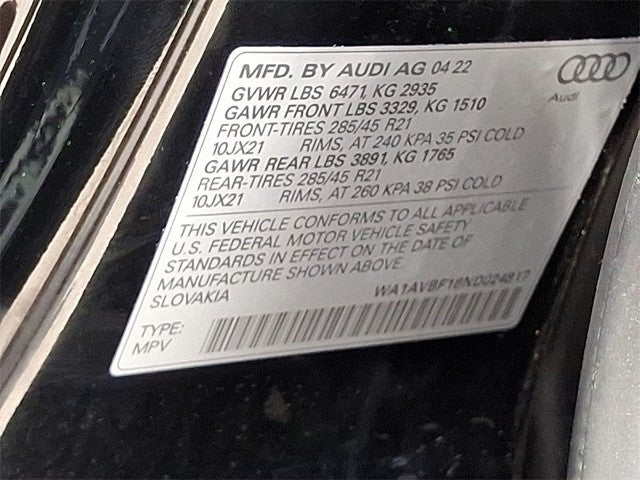 MFD. BY AUDI AG 04 22
Audi
GVWR LBS 6471, KG 2935
GAWR FRONT LBS 3329, KG 1510
FRONT-TIRES 285/45 R21
10JX21 RIMS, AT 240 KPA 35 PSI COLD
GAWR REAR LBS 3891, KG 1765
REAR-TIRES 285/45 R21
10JX21 RIMS, AT 260 KPA 38 PSI COLD
THIS VEHICLE CONFORMS TO ALL APPLICABLE
U.S. FEDERAL MOTOR VEHICLE SAFETY
STANDARDS IN EFFECT ON THE DATE OF
MANUFACTURE SHOWN ABOVE.
SLOVAKIA
TYPE:
MPV